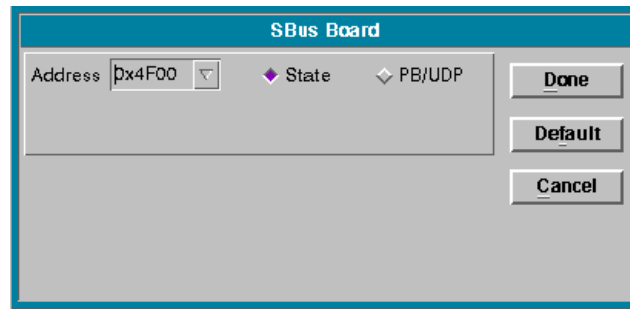 SBus Board
Address 0x4F00 State PB/UDP
Done
Default
Cancel